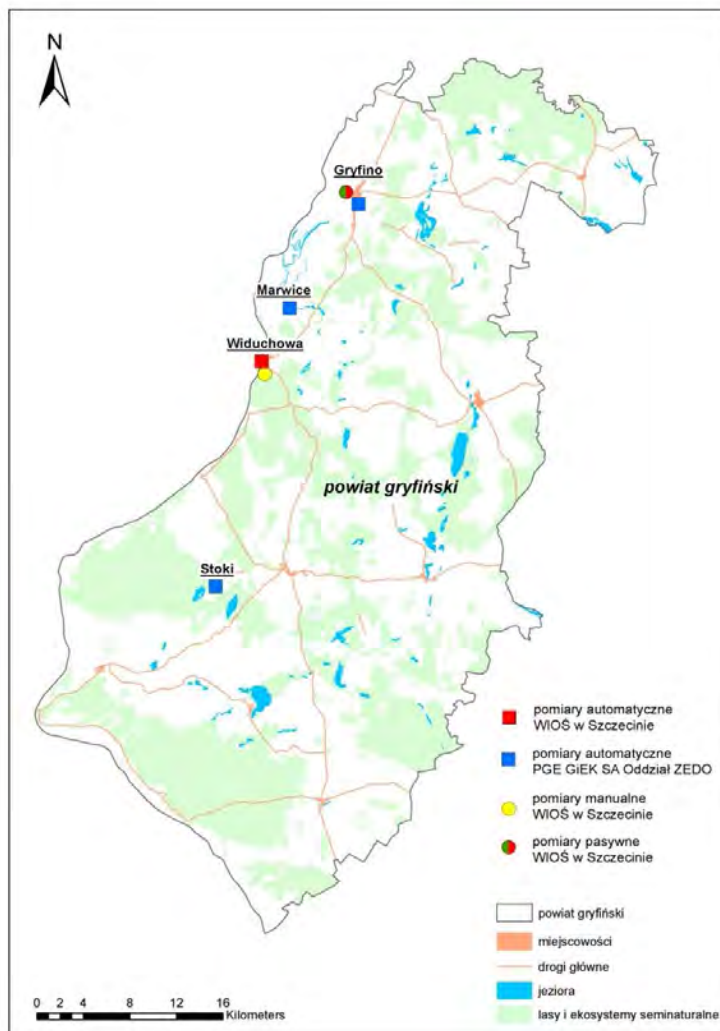 N
Gryfino
Marwice
Widuchowa
powiat gryfiński
Stoki
pomiary automatyczne
WIOŚ w Szczecinie
pomiary automatyczne
PGE GiEK SA Oddział ZEDO
pomiary manualne
WIOŚ w Szczecinie
pomiary pasywne
WIOŚ w Szczecinie
powiat gryfiński
miejscowości
drogi główne
jeziora
lasy i ekosystemy seminaturalne
0 2 4 8 12 16
Kilometers